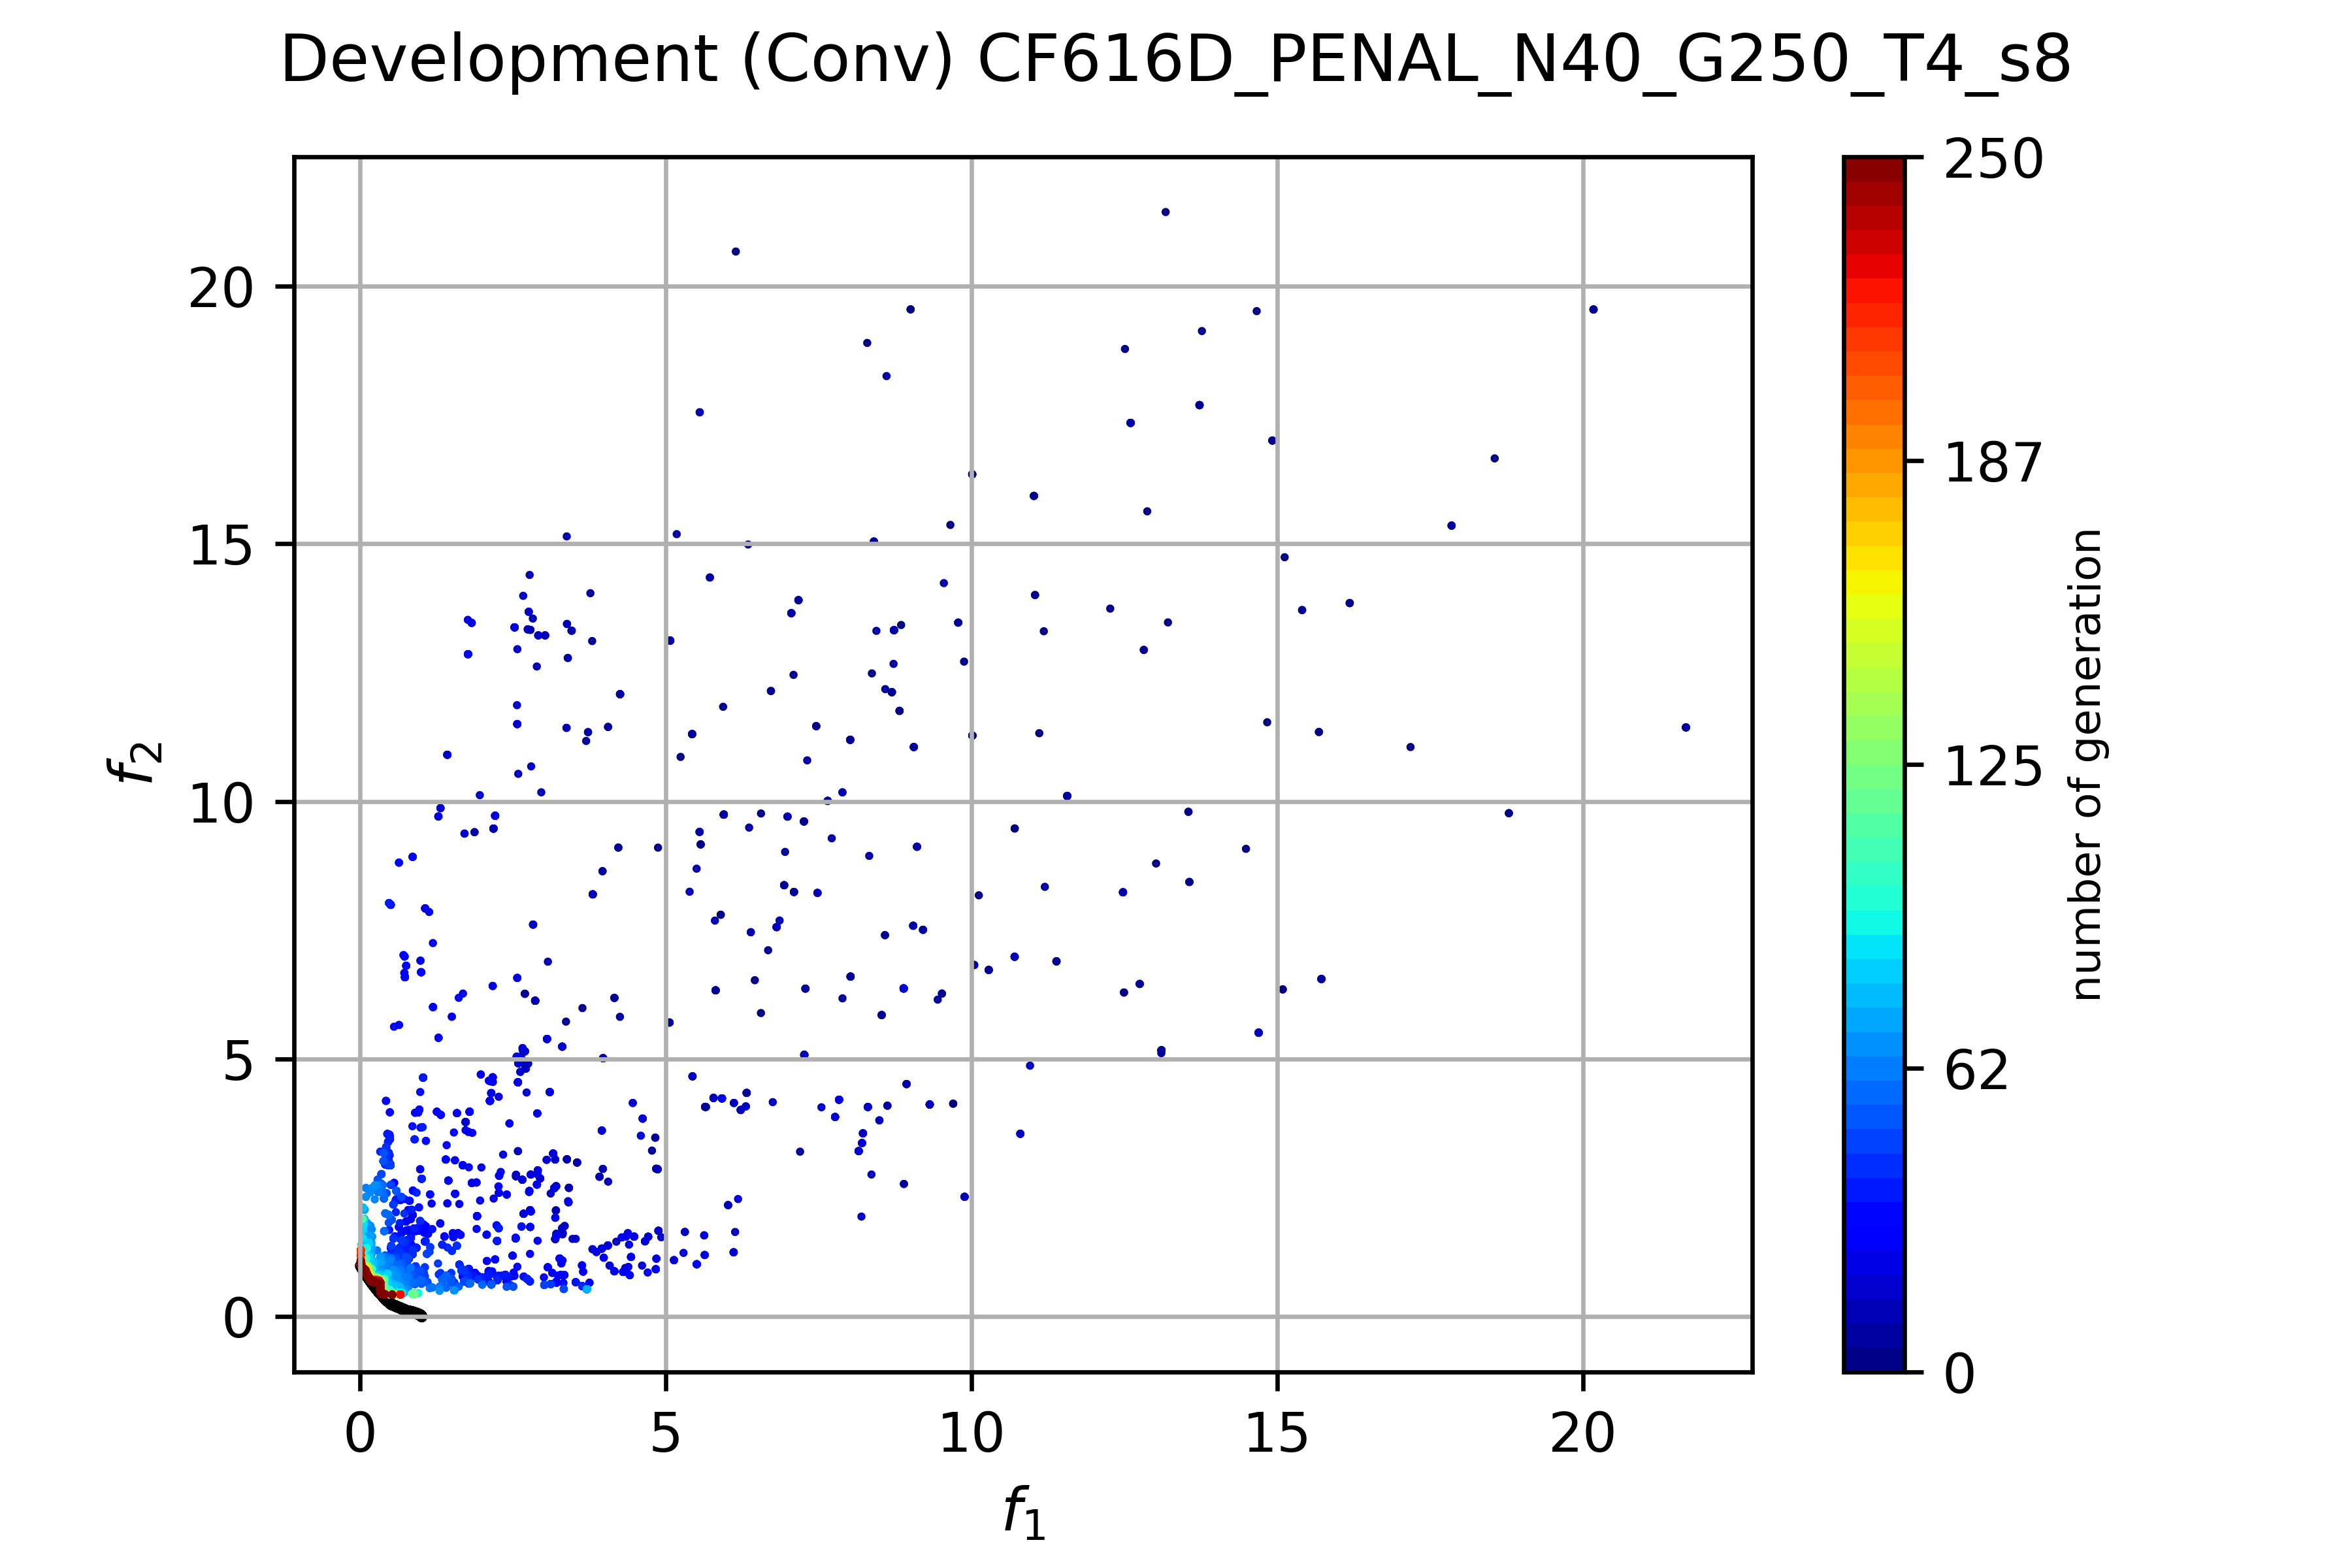 Development (Conv) CF616D_PENAL_N40_G250_T4_s8
20
15
10
5
0
f2
0 5 10 15 20
f1
250
187
125
62
0
number of generation